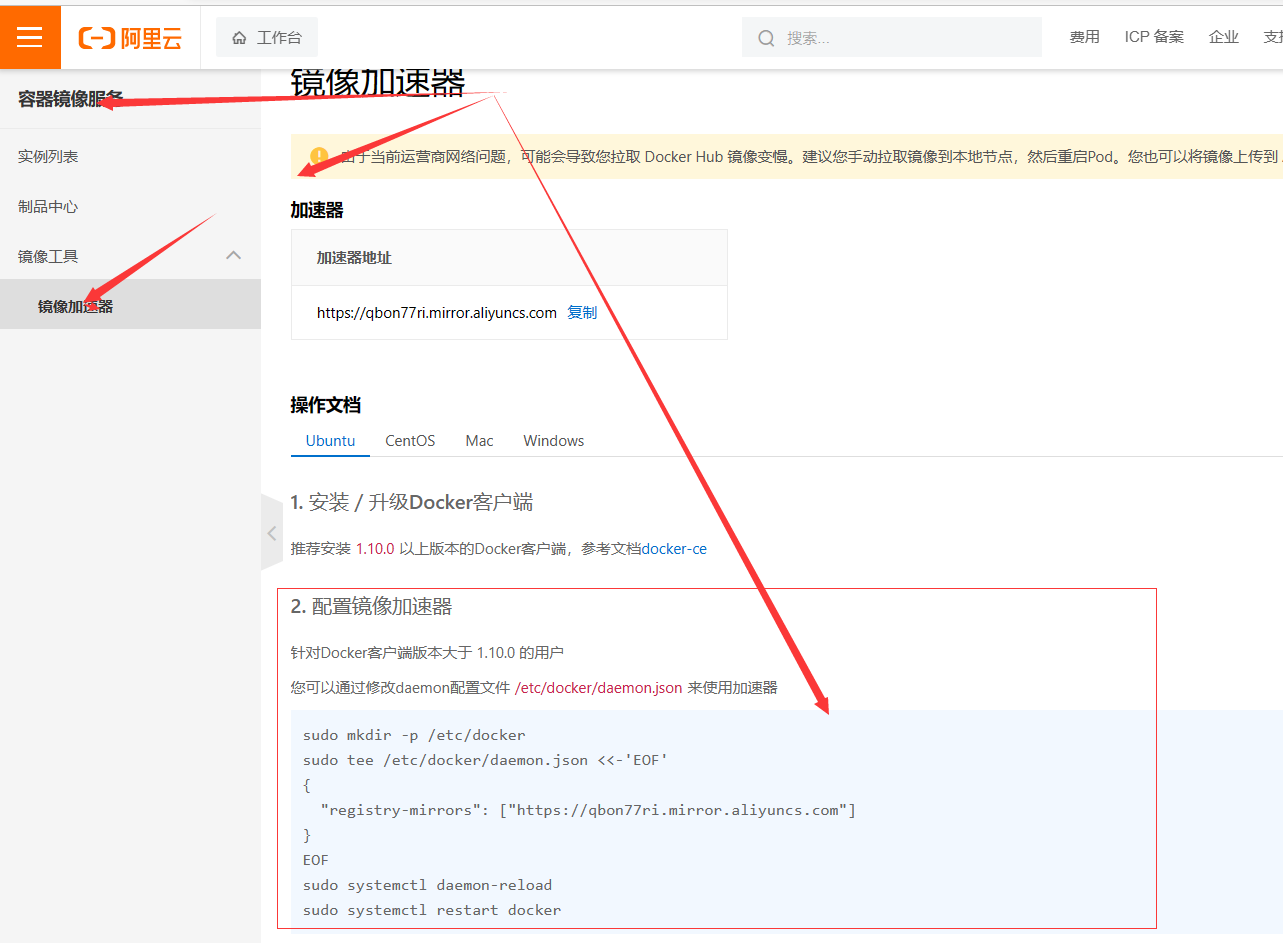 阿里云
工作台
搜索...
费用
ICP 备案
企业
容器镜像服务
实例列表
制品中心
镜像工具
镜像加速器
镜像加速器
由于当前运营商网络问题，可能会导致您拉取 Docker Hub 镜像变慢。建议您手动拉取镜像到本地节点，然后重启Pod。您也可以将镜像上传到
加速器
加速器地址
https://qbon77ri.mirror.aliyuncs.com 复制
操作文档
Ubuntu
CentOS
Mac
Windows
1. 安装 / 升级Docker客户端
推荐安装 1.10.0 以上版本的Docker客户端，参考文档docker-ce
2. 配置镜像加速器
针对Docker客户端版本大于 1.10.0 的用户
您可以通过修改daemon配置文件 /etc/docker/daemon.json 来使用加速器
sudo mkdir -p /etc/docker
sudo tee /etc/docker/daemon.json <<-'EOF'
{
  "registry-mirrors": ["https://qbon77ri.mirror.aliyuncs.com"]
}
EOF
sudo systemctl daemon-reload
sudo systemctl restart docker